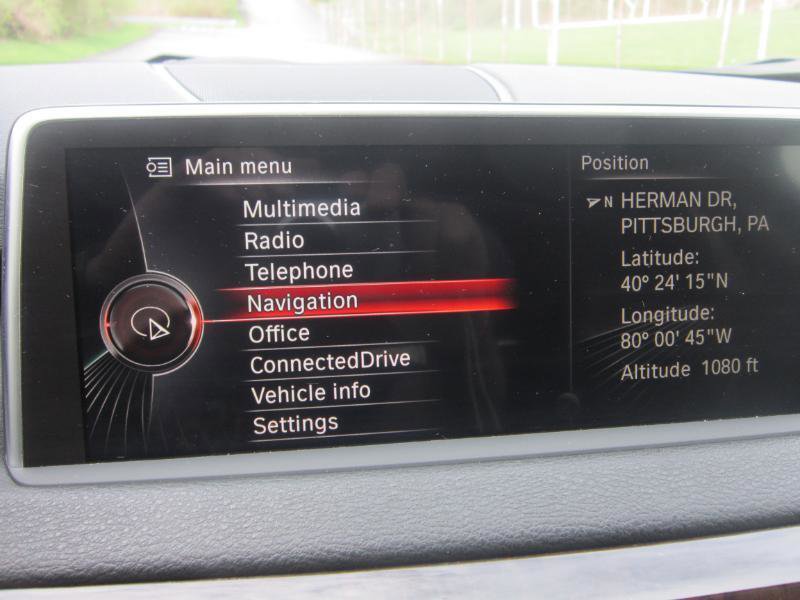 Main menu
Multimedia
Radio
Telephone
Navigation
Office
ConnectedDrive
Vehicle info
Settings
Position
N HERMAN DR,
PITTSBURGH, PA
Latitude:
40° 24' 15"N
Longitude:
80° 00' 45"W
Altitude 1080 ft